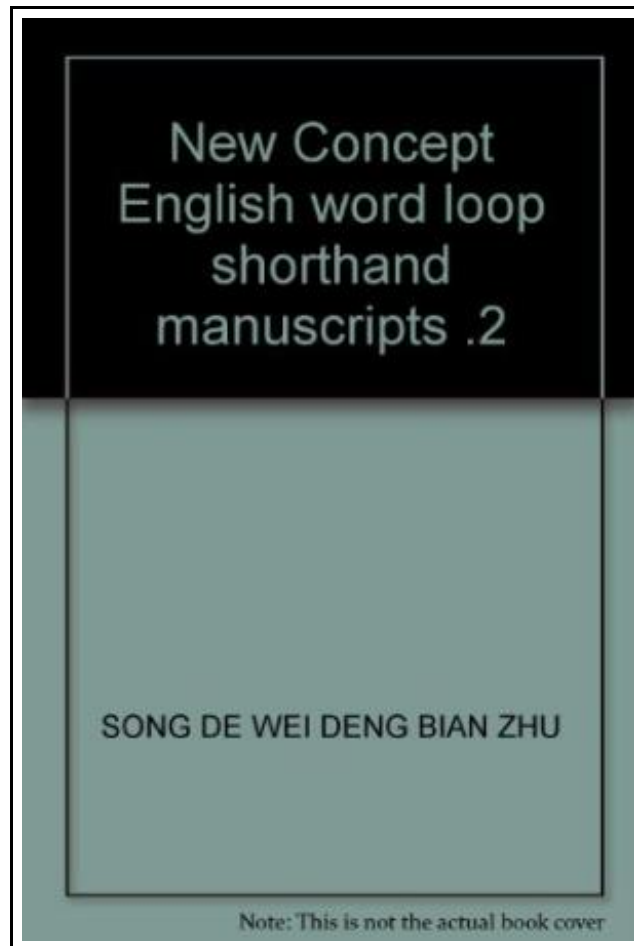 New Concept
English word loop
shorthand
manuscripts .2
SONG DE WEI DENG BIAN ZHU
Note: This is not the actual book cover